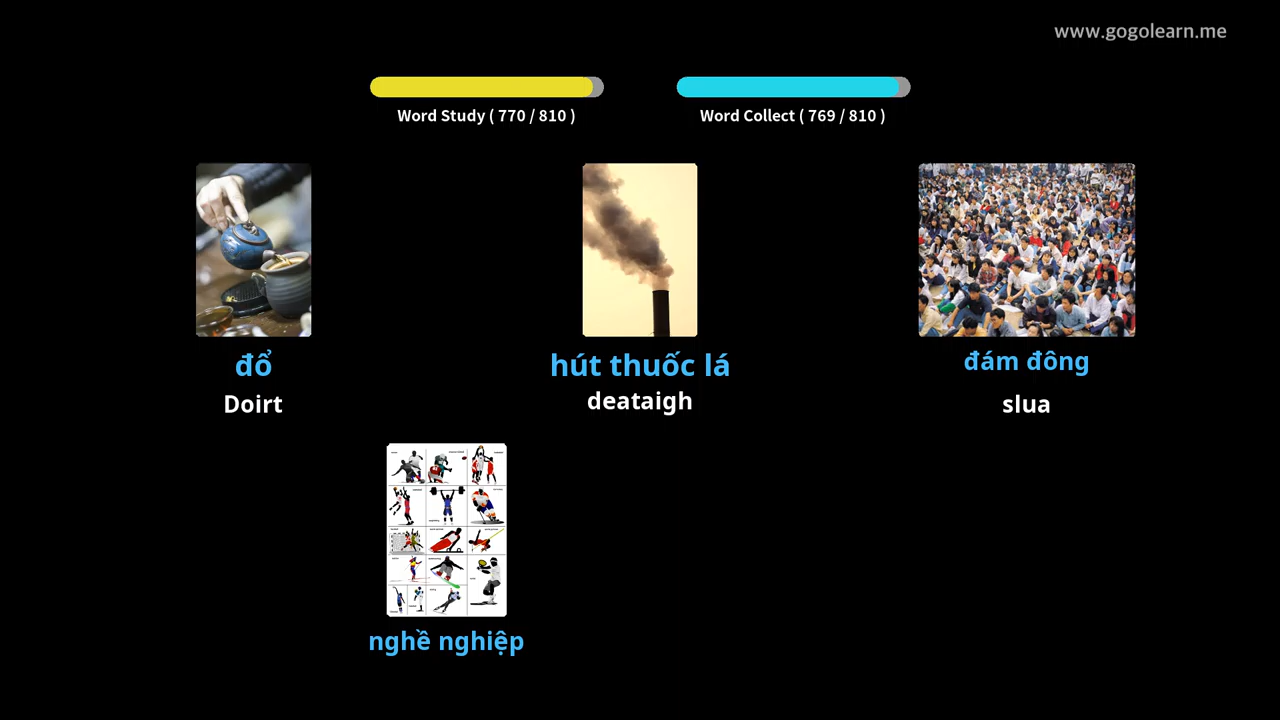 www.gogolearn.me
Word Study ( 770 / 810 )
Word Collect ( 769 / 810 )
đổ
hút thuốc lá
đám đông
Doirt
deataigh
slua
nghề nghiệp